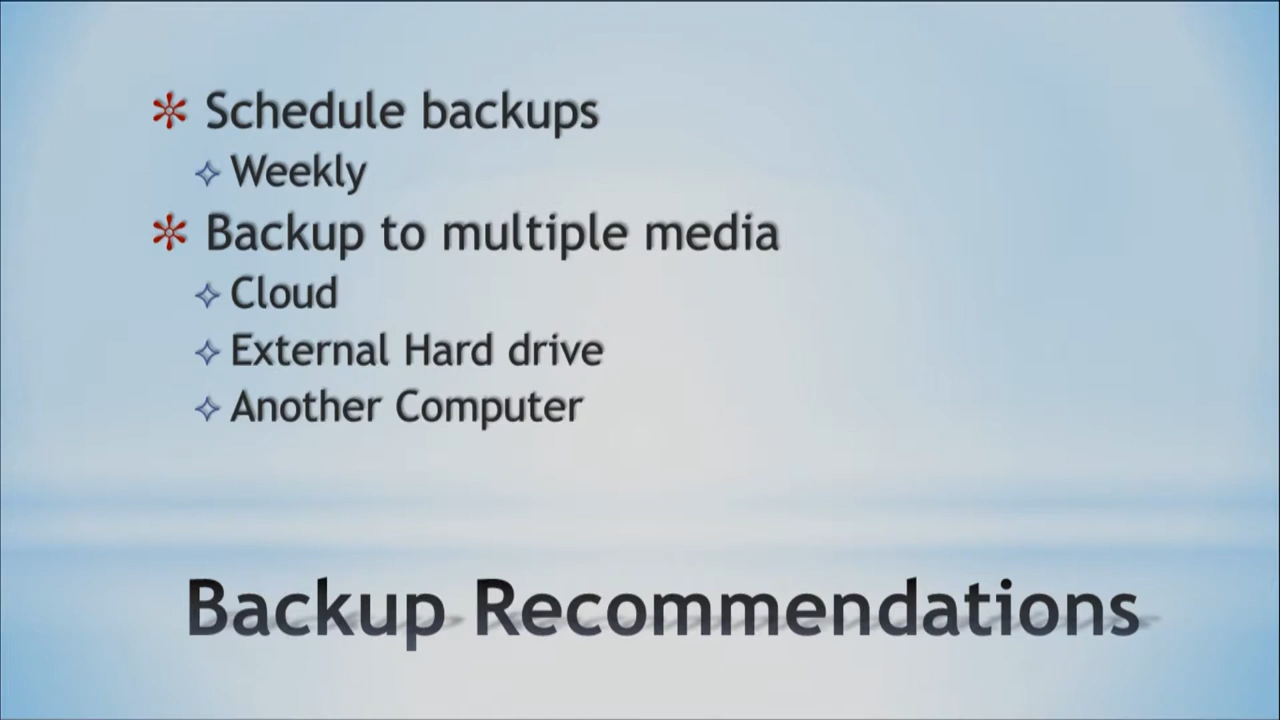 Schedule backups
Weekly
Backup to multiple media
Cloud
External Hard drive
Another Computer
Backup Recommendations